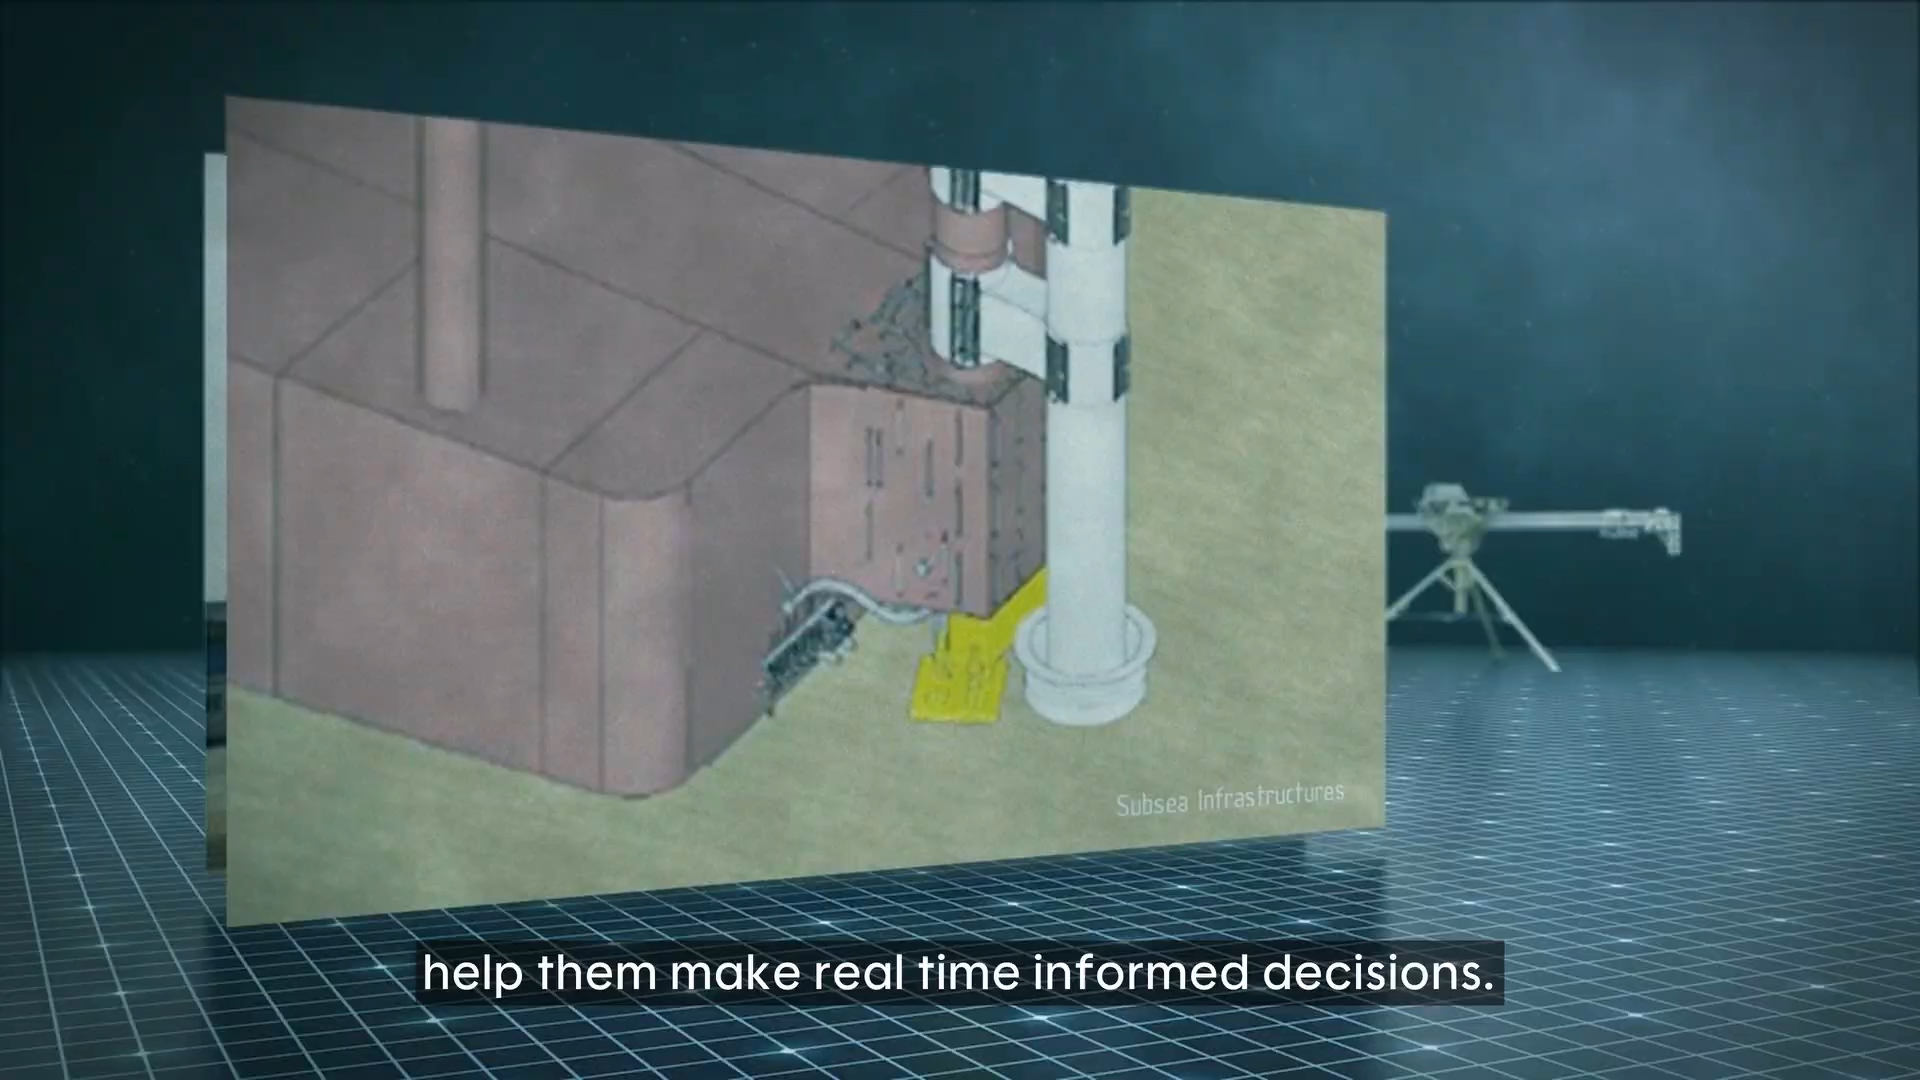 Subsea Infrastructures
help them make real time informed decisions.